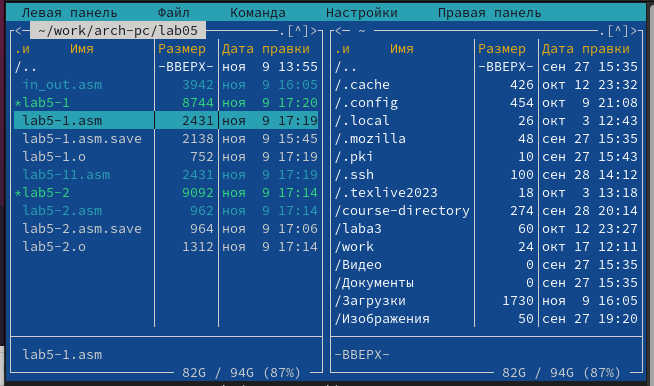 Левая панель Файл Команда Настройки Правая панель
<─ ~/work/arch-pc/lab05 ─.[^]>
.и Имя Размер Дата правки
/.. -ВВЕРХ- ноя 9 13:55
in_out.asm 3942 ноя 9 16:05
*lab5-1 8744 ноя 9 17:20
lab5-1.asm 2431 ноя 9 17:19
lab5-1.asm.save 2138 ноя 9 15:45
lab5-1.o 752 ноя 9 17:19
lab5-11.asm 2431 ноя 9 17:19
*lab5-2 9092 ноя 9 17:14
lab5-2.asm 962 ноя 9 17:14
lab5-2.asm.save 964 ноя 9 17:06
lab5-2.o 1312 ноя 9 17:14
lab5-1.asm
82G / 94G (87%)
<─ ~ ─.[^]>
.и Имя Размер Дата правки
/.. -ВВЕРХ- сен 27 15:35
/.cache 426 окт 12 23:32
/.config 454 окт 9 21:08
/.local 26 окт 3 12:43
/.mozilla 48 сен 27 15:35
/.pki 10 сен 27 15:43
/.ssh 100 сен 28 14:12
/.texlive2023 18 окт 3 13:18
/course-directory 274 сен 28 20:14
/laba3 60 окт 12 23:27
/work 24 окт 17 12:11
/Видео 0 сен 27 15:35
/Документы 0 сен 27 15:35
/Загрузки 1730 ноя 9 16:05
/Изображения 50 сен 27 19:20
-ВВЕРХ-
82G / 94G (87%)